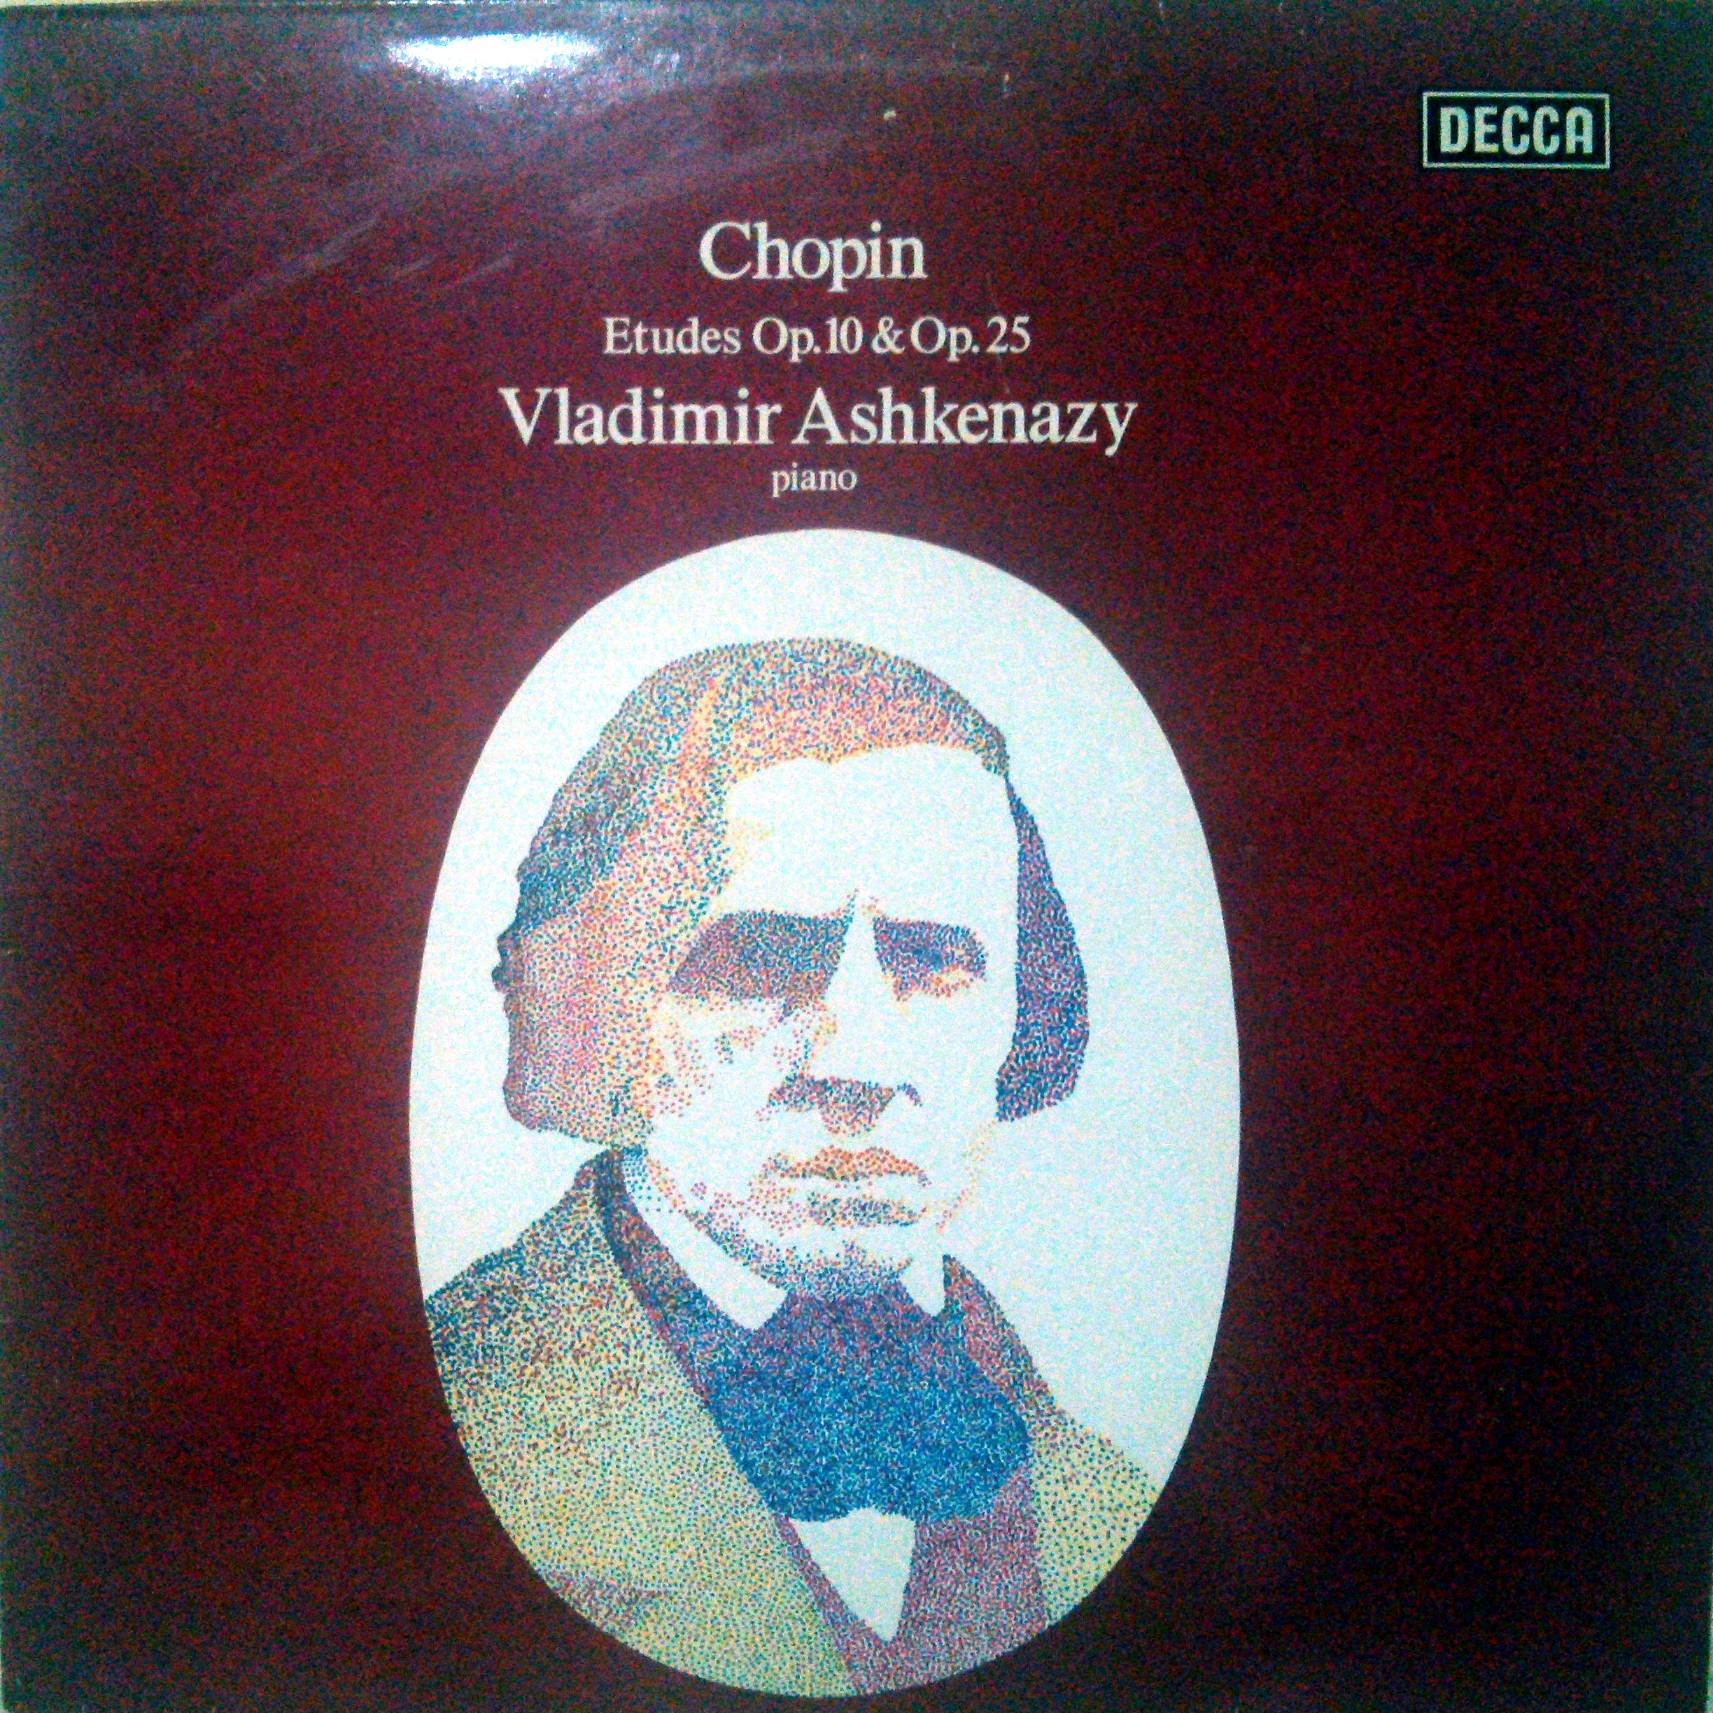 DECCA
Chopin
Etudes Op. 10 & Op. 25
Vladimir Ashkenazy
piano